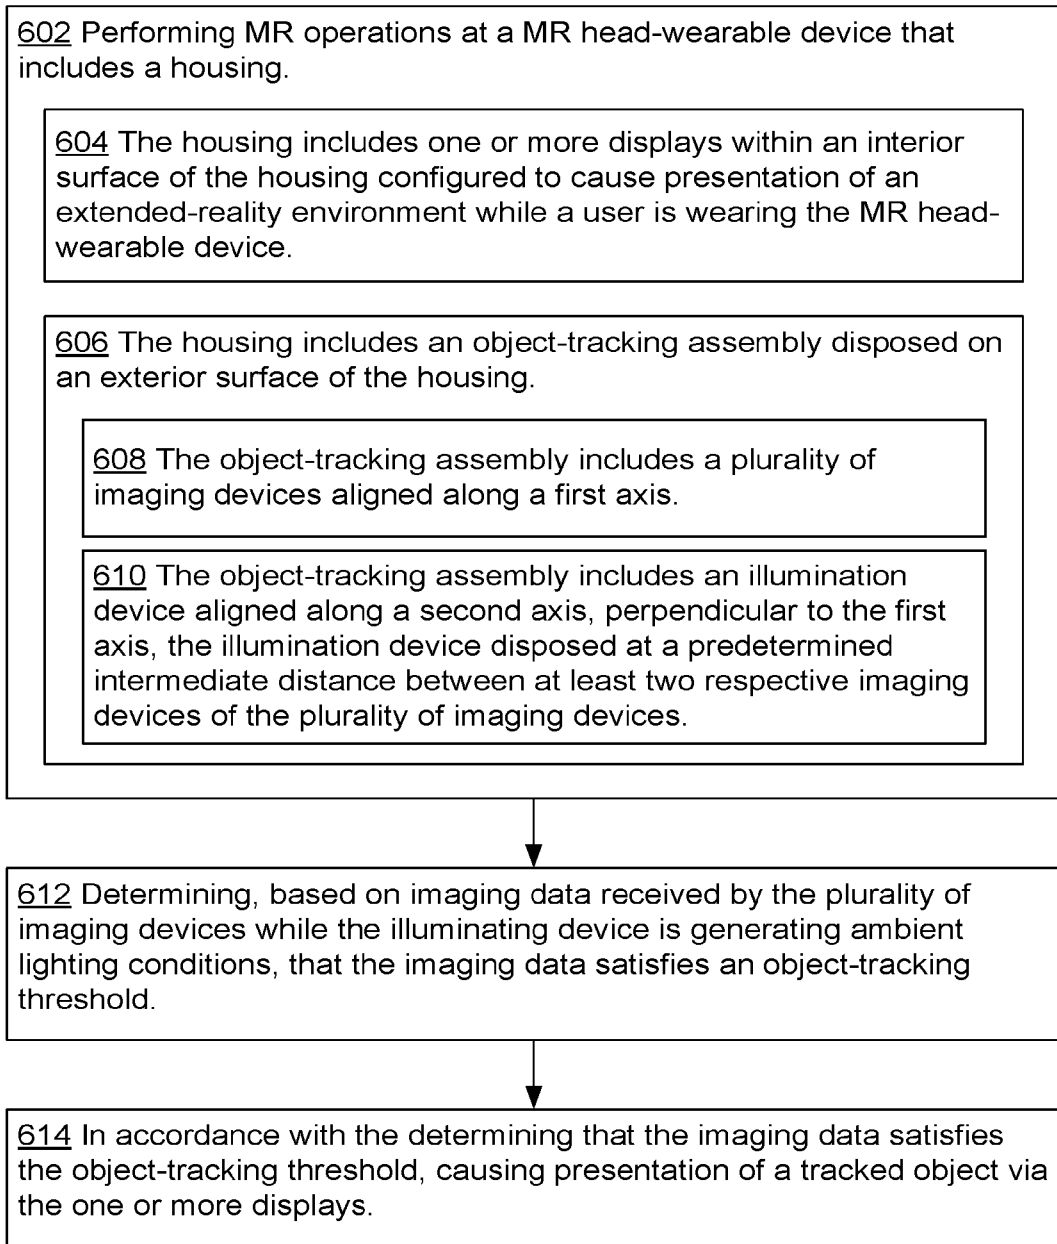 602 Performing MR operations at a MR head-wearable device that
includes a housing.
604 The housing includes one or more displays within an interior
surface of the housing configured to cause presentation of an
extended-reality environment while a user is wearing the MR head-
wearable device.
606 The housing includes an object-tracking assembly disposed on
an exterior surface of the housing.
608 The object-tracking assembly includes a plurality of
imaging devices aligned along a first axis.
610 The object-tracking assembly includes an illumination
device aligned along a second axis, perpendicular to the first
axis, the illumination device disposed at a predetermined
intermediate distance between at least two respective imaging
devices of the plurality of imaging devices.
612 Determining, based on imaging data received by the plurality of
imaging devices while the illuminating device is generating ambient
lighting conditions, that the imaging data satisfies an object-tracking
threshold.
614 In accordance with the determining that the imaging data satisfies
the object-tracking threshold, causing presentation of a tracked object via
the one or more displays.